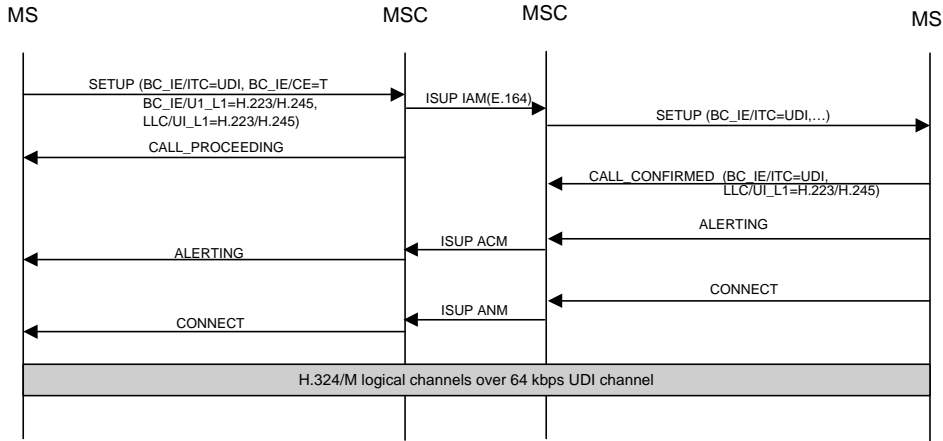 MS
MSC
MSC
MS
SETUP (BC_IE/ITC=UDI, BC_IE/CE=T
BC_IE/U1_L1=H.223/H.245,
LLC/UI_L1=H.223/H.245)
ISUP IAM(E.164)
SETUP (BC_IE/ITC=UDI,…)
CALL_PROCEEDING
CALL_CONFIRMED (BC_IE/ITC=UDI,
LLC/UI_L1=H.223/H.245)
ALERTING
ISUP ACM
ALERTING
CONNECT
ISUP ANM
CONNECT
H.324/M logical channels over 64 kbps UDI channel